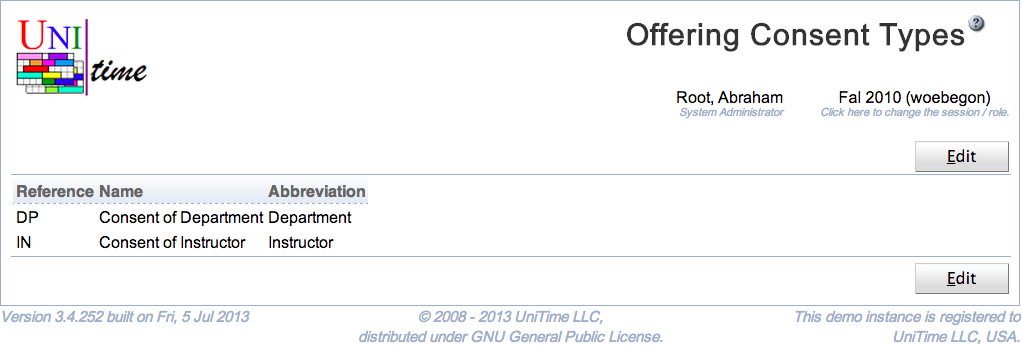 UNI
time
Offering Consent Types
?
Root, Abraham
System Administrator
Fal 2010 (woebegon)
Click here to change the session / role.
Edit
Reference Name Abbreviation
DP Consent of Department Department
IN Consent of Instructor Instructor
Edit
Version 3.4.252 built on Fri, 5 Jul 2013
© 2008 - 2013 UniTime LLC,
distributed under GNU General Public License.
This demo instance is registered to
UniTime LLC, USA.